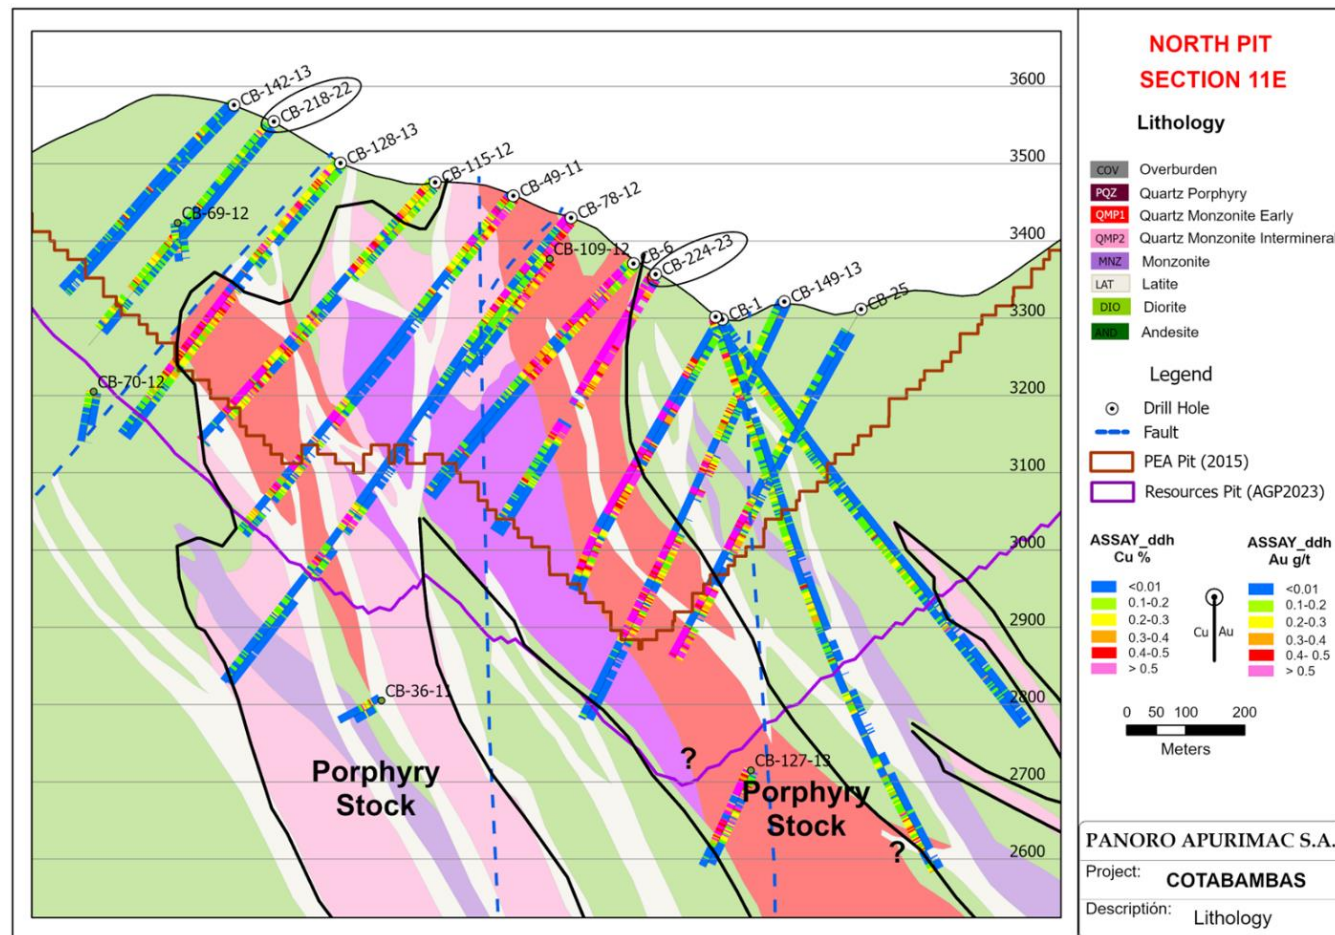 NORTH PIT
SECTION 11E
Lithology
COV Overburden
PQZ Quartz Porphyry
QMP1 Quartz Monzonite Early
QMP2 Quartz Monzonite Intermineral
MNZ Monzonite
LAT Latite
DIO Diorite
AND Andesite
Legend
Drill Hole
Fault
PEA Pit (2015)
Resources Pit (AGP2023)
ASSAY_ddh
Cu %
<0.01
0.1-0.2
0.2-0.3
0.3-0.4
0.4-0.5
> 0.5
Cu Au
ASSAY_ddh
Au g/t
<0.01
0.1-0.2
0.2-0.3
0.3-0.4
0.4- 0.5
> 0.5
0 50 100 200
Meters
PANORO APURIMAC S.A.
Project: COTABAMBAS
Descriptión: Lithology
CB-142-13
CB-218-22
CB-128-13
CB-115-12
CB-49-11
CB-78-12
CB-69-12
CB-109-12
CB-6
CB-224-23
CB-1
CB-149-13
CB-25
CB-70-12
CB-36-11
CB-127-13
3600
3500
3400
3300
3200
3100
3000
2900
2800
2700
2600
Porphyry
Stock
?
Porphyry
Stock
?